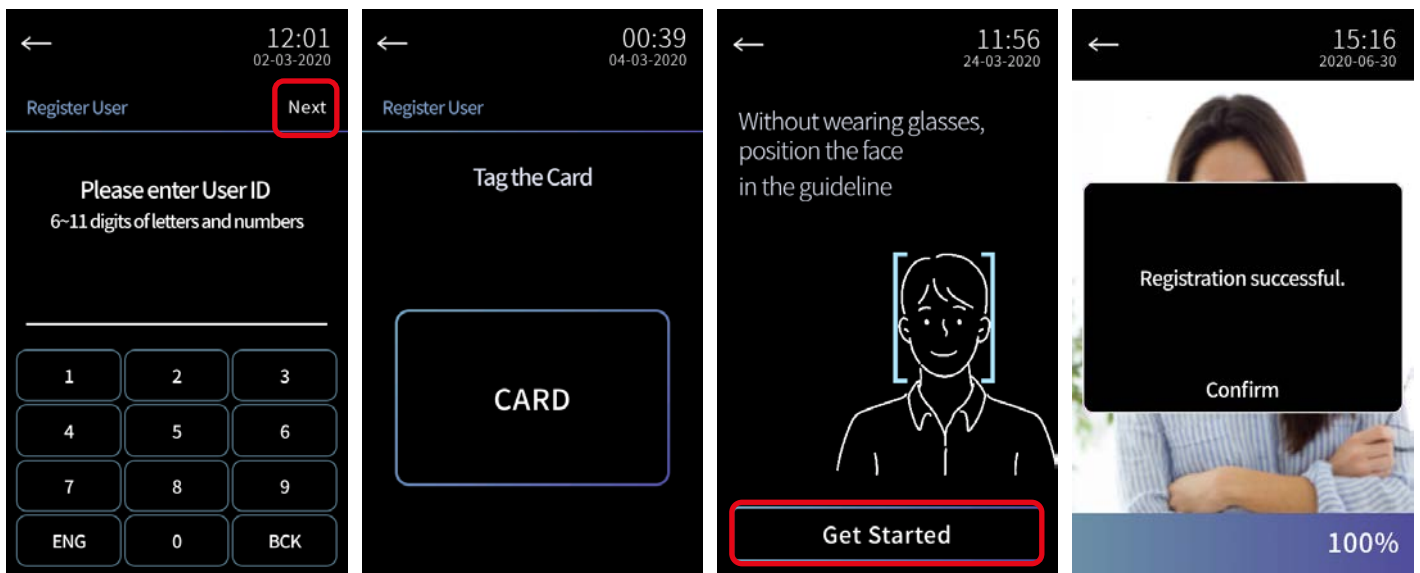 ←
12:01
02-03-2020
Register User
Next
Please enter User ID
6~11 digits of letters and numbers
1 2 3
4 5 6
7 8 9
ENG 0 BCK
←
00:39
04-03-2020
Register User
Tag the Card
CARD
←
11:56
24-03-2020
Without wearing glasses,
position the face
in the guideline
Get Started
←
15:16
2020-06-30
Registration successful.
Confirm
100%